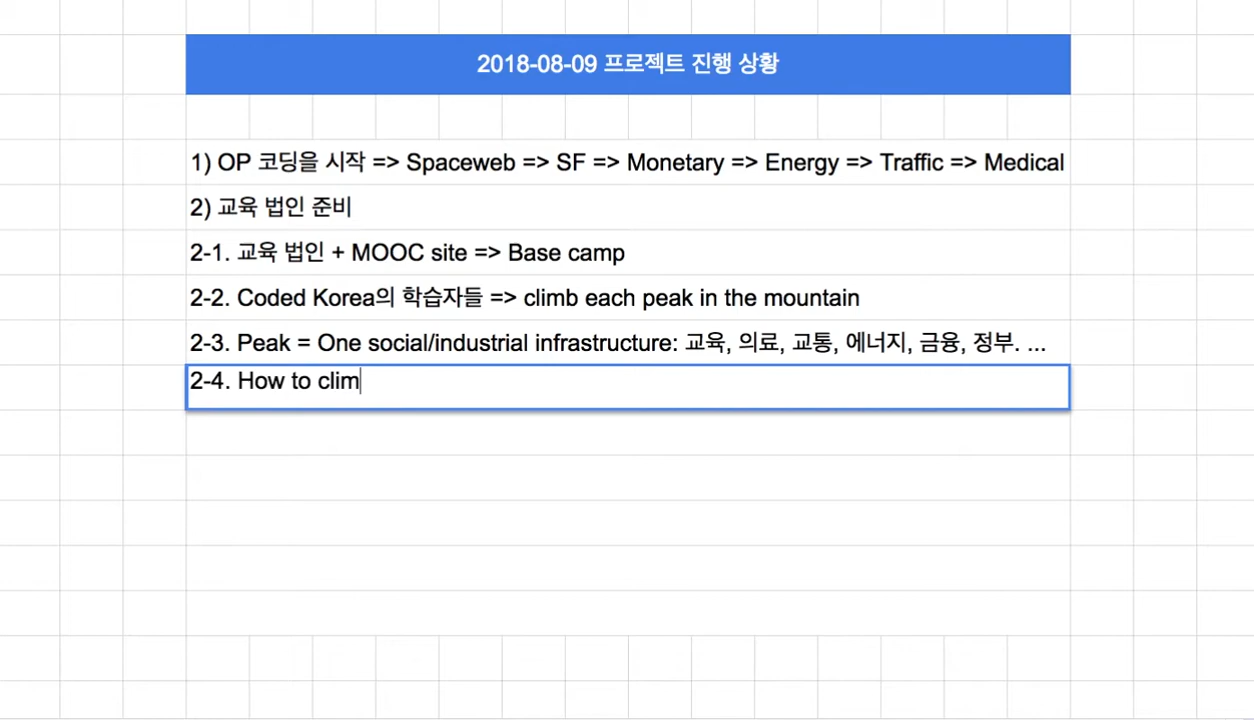 2018-08-09 프로젝트 진행 상황
1) OP 코딩을 시작 => Spaceweb => SF => Monetary => Energy => Traffic => Medical
2) 교육 법인 준비
2-1. 교육 법인 + MOOC site => Base camp
2-2. Coded Korea의 학습자들 => climb each peak in the mountain
2-3. Peak = One social/industrial infrastructure: 교육, 의료, 교통, 에너지, 금융, 정부. ...
2-4. How to clim